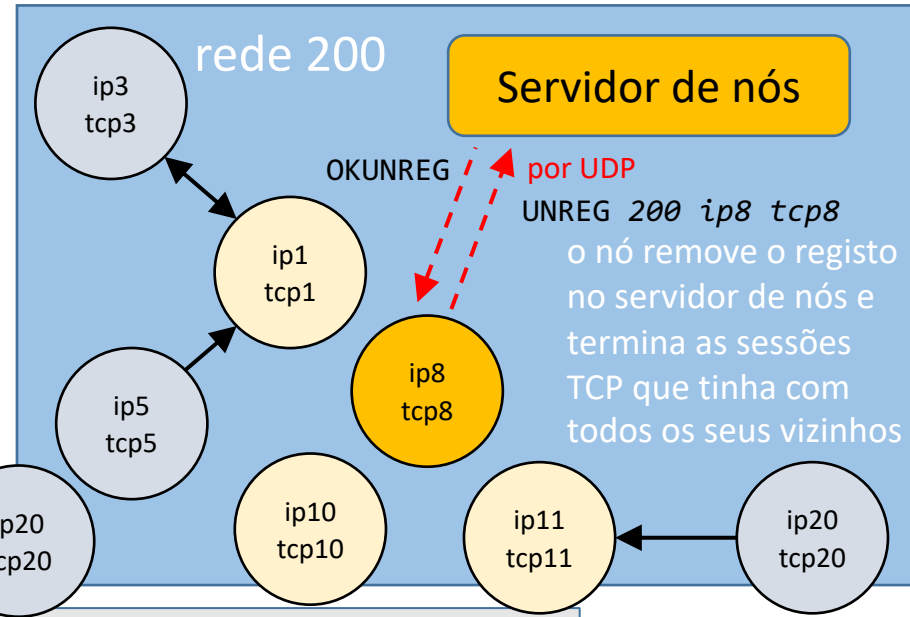 rede 200
Servidor de nós
ip3
tcp3
OKUNREG
por UDP
UNREG 200 ip8 tcp8
o nó remove o registo
no servidor de nós e
termina as sessões
TCP que tinha com
todos os seus vizinhos
ip1
tcp1
ip8
tcp8
ip5
tcp5
p20
cp20
ip10
tcp10
ip11
tcp11
ip20
tcp20